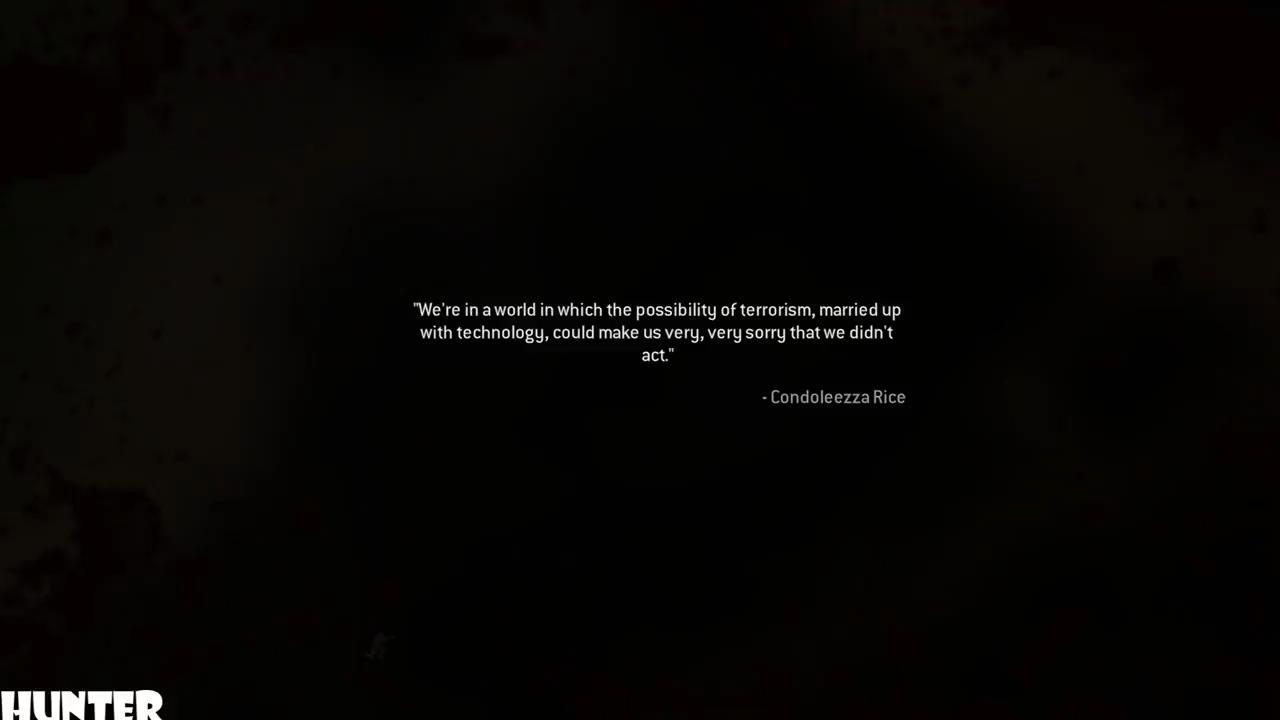 "We're in a world in which the possibility of terrorism, married up
with technology, could make us very, very sorry that we didn't
act."
- Condoleezza Rice
HUNTER